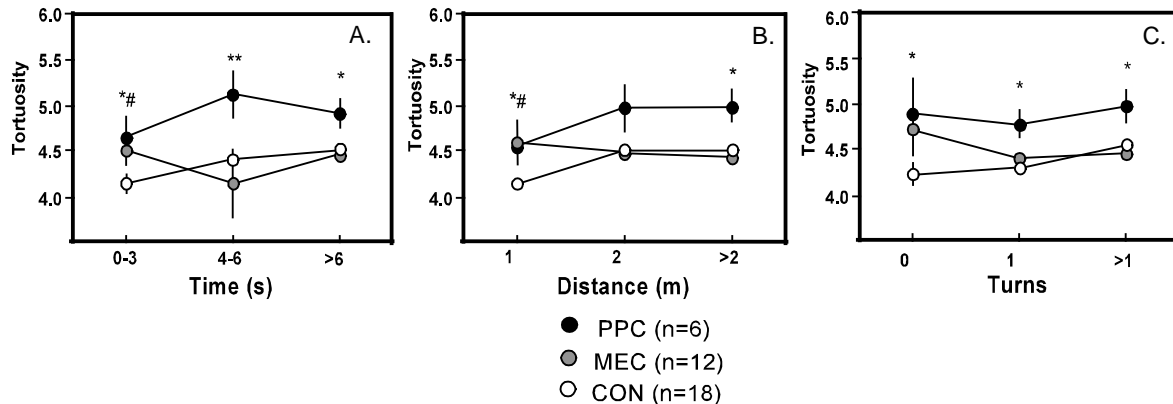 A.
Tortuosity
6.0
5.5
5.0
4.5
4.0
*#
**
*
0-3
4-6
>6
Time (s)
B.
Tortuosity
6.0
5.5
5.0
4.5
4.0
*#
*
1
2
>2
Distance (m)
C.
Tortuosity
6.0
5.5
5.0
4.5
4.0
*
*
*
0
1
>1
Turns
PPC (n=6)
MEC (n=12)
CON (n=18)